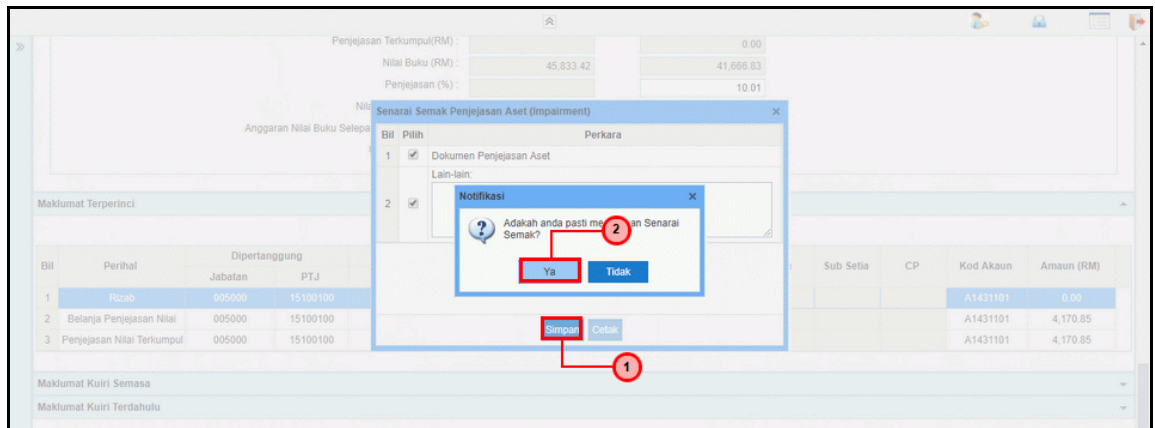 Penjejasan Terkumpul(RM) : 0.00
Nilai Buku (RM) : 45,833.42 41,666.83
Penjejasan (%) : 10.01
Anggaran Nilai Buku
Senarai Semak Penjejasan Aset (Impairment) ×
Bil Pilih Perkara
1 Dokumen Penjejasan Aset
Lain-lain:
2
Notifikasi ×
Adakah anda pasti Senarai
Semak?
2
Ya Tidak
Simpan Cetak
1
Maklumat Terperinci
Bil Perihal Dipertanggung Sub Setia CP Kod Akaun Amaun (RM)
Jabatan PTJ
1 Rizab 005000 15100100 A1431101 0.00
2 Belanja Penjejasan Nilai 005000 15100100 A1431101 4,170.85
3 Penjejasan Nilai Terkumpul 005000 15100100 A1431101 4,170.85
Maklumat Kuiri Semasa
Maklumat Kuiri Terdahulu